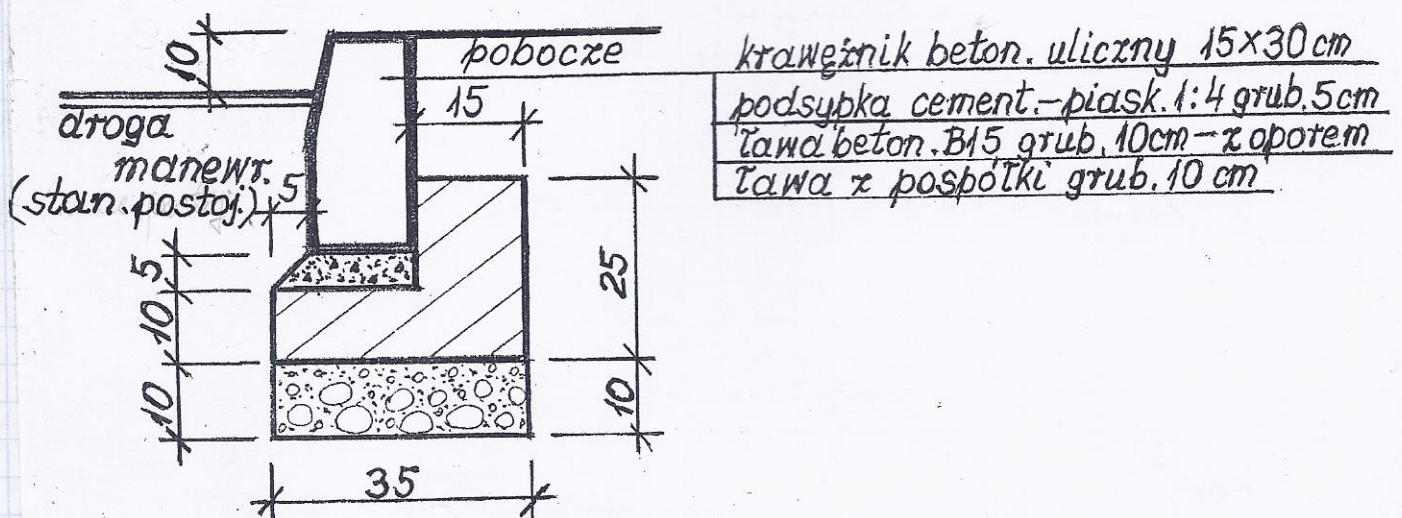 10
pobocze
krawężnik beton. uliczny 15×30 cm
podsypka cement.-piask. 1:4 grub. 5cm
ława beton. B15 grub. 10cm - z oporem
ława z pospółki grub. 10 cm
droga
manewr.
(stan. postoj.)
15
5
5
10
10
25
10
35